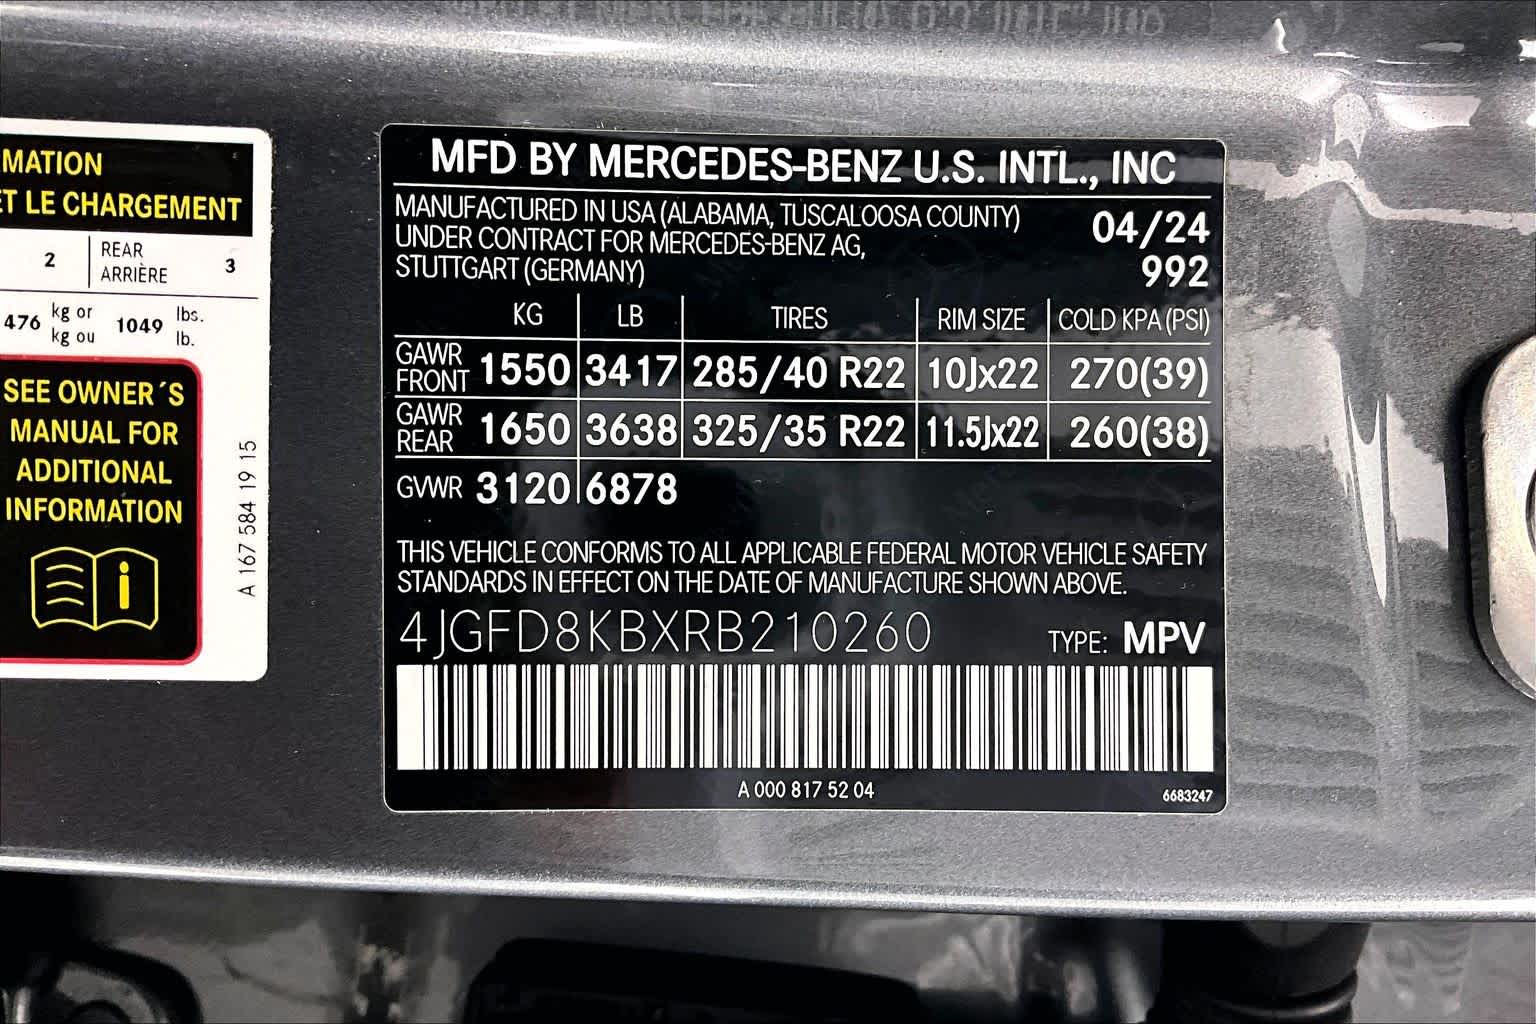 MATION
ET LE CHARGEMENT
2 REAR
ARRIÈRE 3
476 kg or
kg ou 1049 lbs.
lb.
SEE OWNER´S
MANUAL FOR
ADDITIONAL
INFORMATION
i
A 167 584 19 15
MFD BY MERCEDES-BENZ U.S. INTL., INC
MANUFACTURED IN USA (ALABAMA, TUSCALOOSA COUNTY) 04/24
UNDER CONTRACT FOR MERCEDES-BENZ AG,
STUTTGART (GERMANY) 992
KG LB TIRES RIM SIZE COLD KPA (PSI)
GAWR
FRONT 1550 3417 285/40 R22 10Jx22 270(39)
GAWR
REAR 1650 3638 325/35 R22 11.5Jx22 260(38)
GVWR 3120 6878
THIS VEHICLE CONFORMS TO ALL APPLICABLE FEDERAL MOTOR VEHICLE SAFETY
STANDARDS IN EFFECT ON THE DATE OF MANUFACTURE SHOWN ABOVE.
4JGFD8KBXRB210260 TYPE: MPV
A 000 817 52 04
6683247